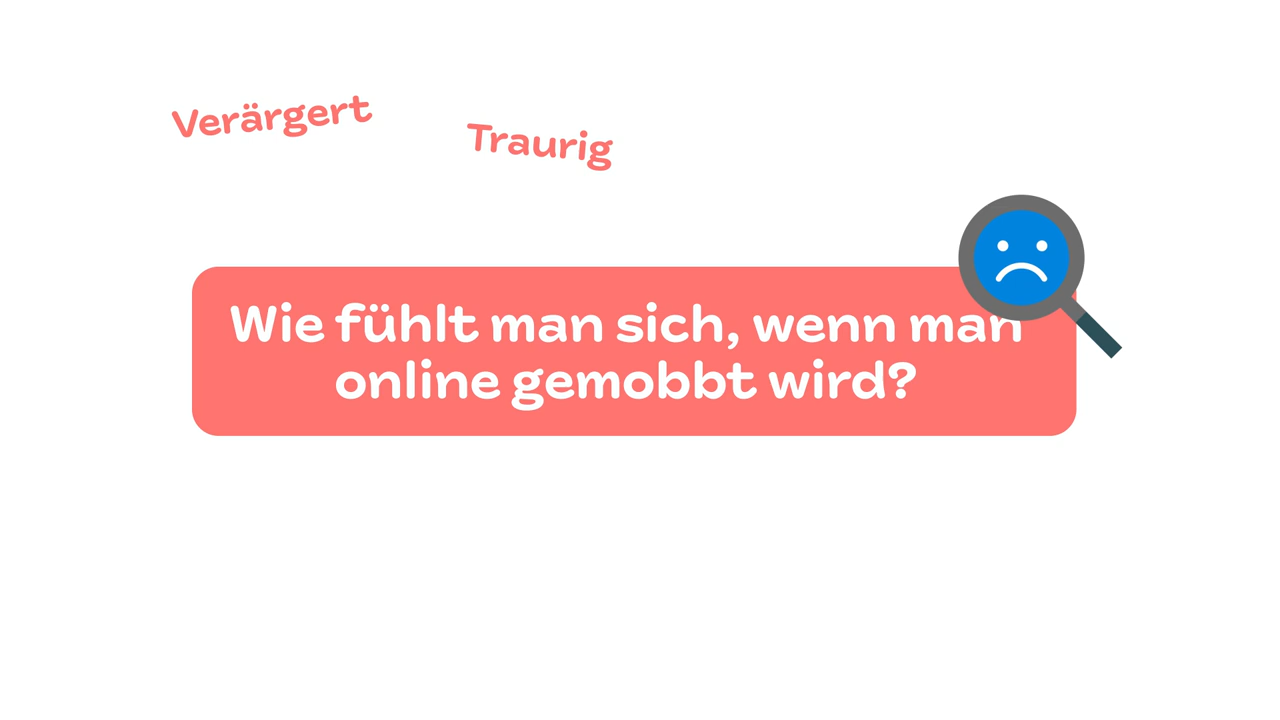 Verärgert
Traurig
Wie fühlt man sich, wenn man
online gemobbt wird?